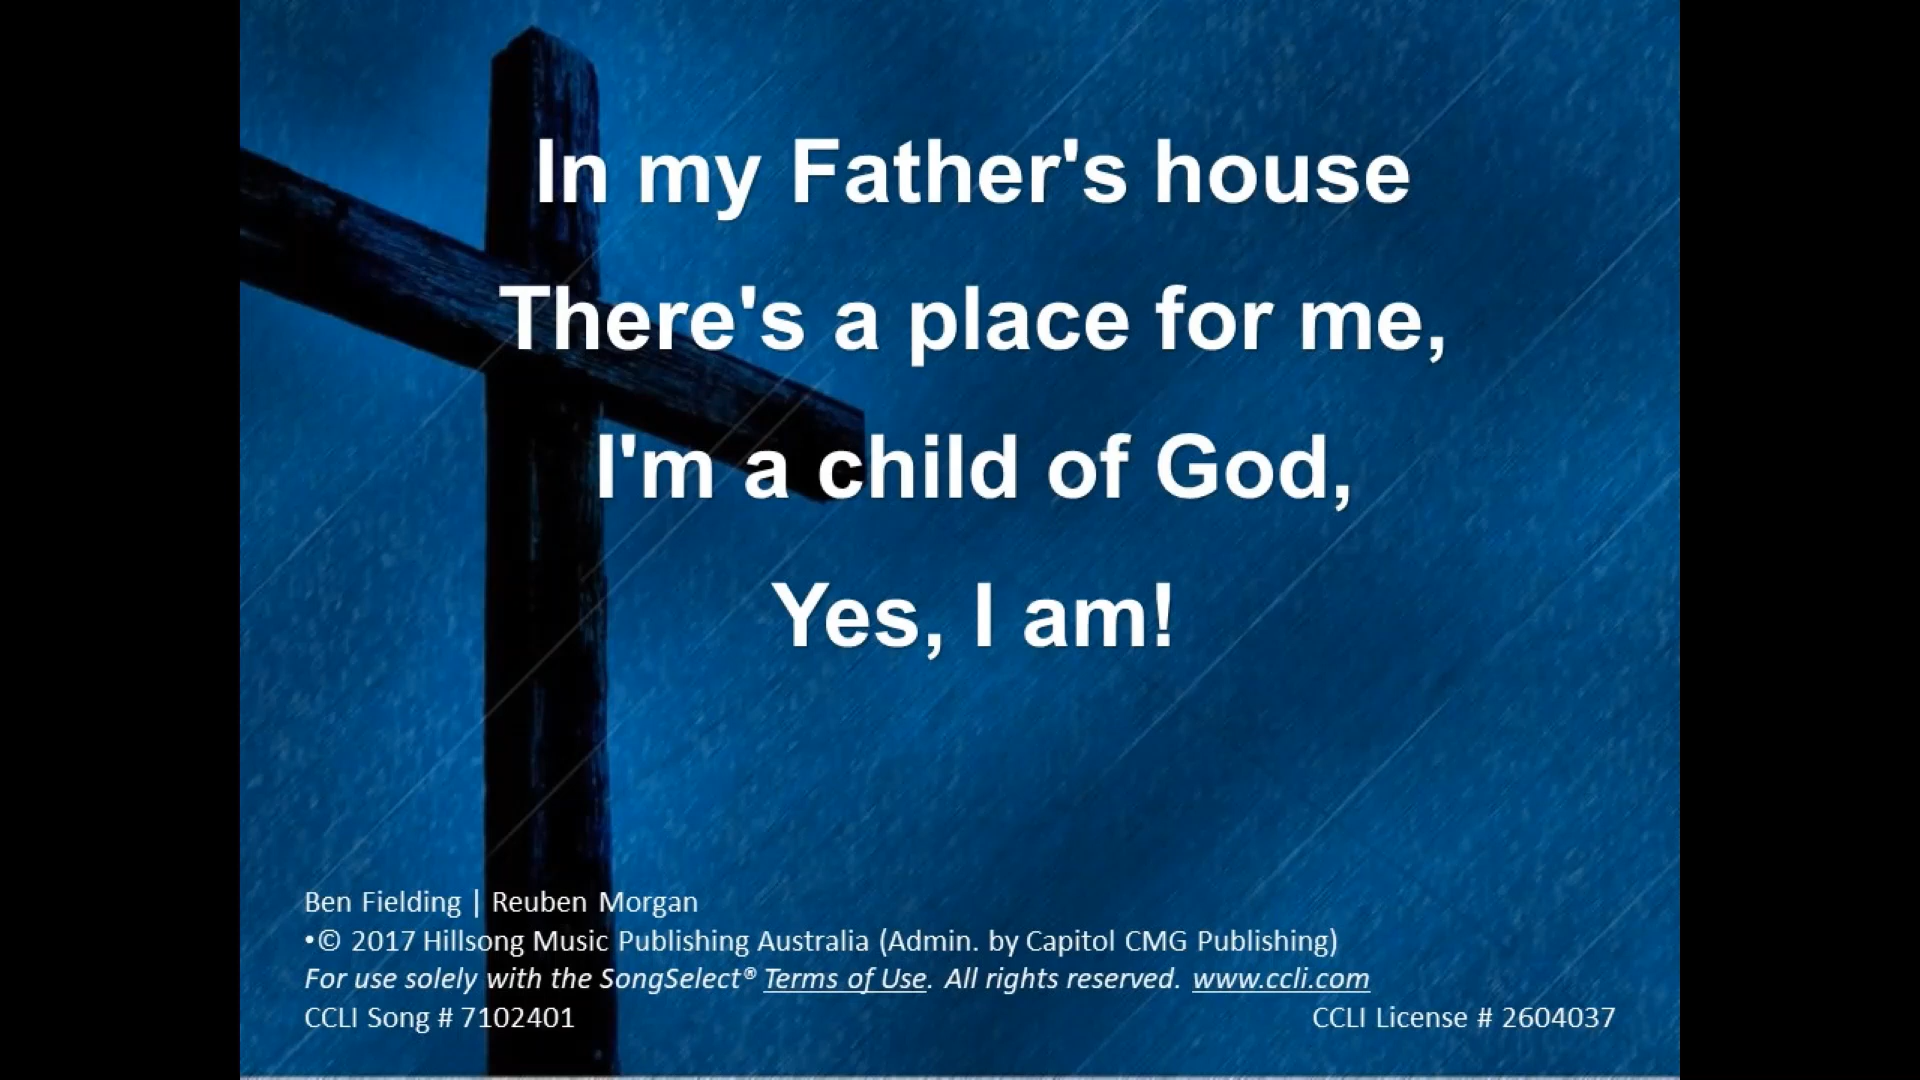 In my Father's house
There's a place for me,
I'm a child of God,
Yes, I am!
Ben Fielding | Reuben Morgan
•© 2017 Hillsong Music Publishing Australia (Admin. by Capitol CMG Publishing)
For use solely with the SongSelect® Terms of Use. All rights reserved. www.ccli.com
CCLI Song # 7102401 CCLI License # 2604037